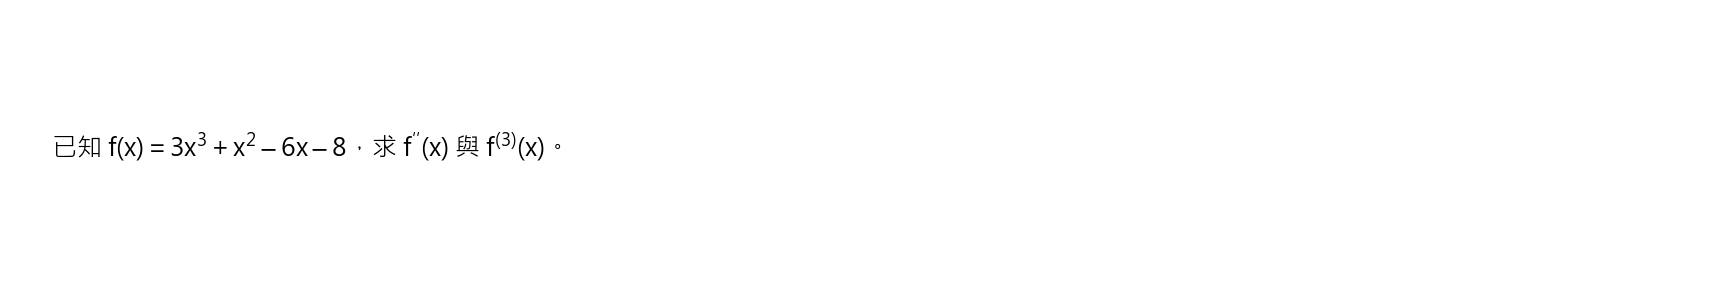 已知 f(x) = 3x³ + x² – 6x – 8，求 f′′(x) 與 f⁽³⁾(x)。